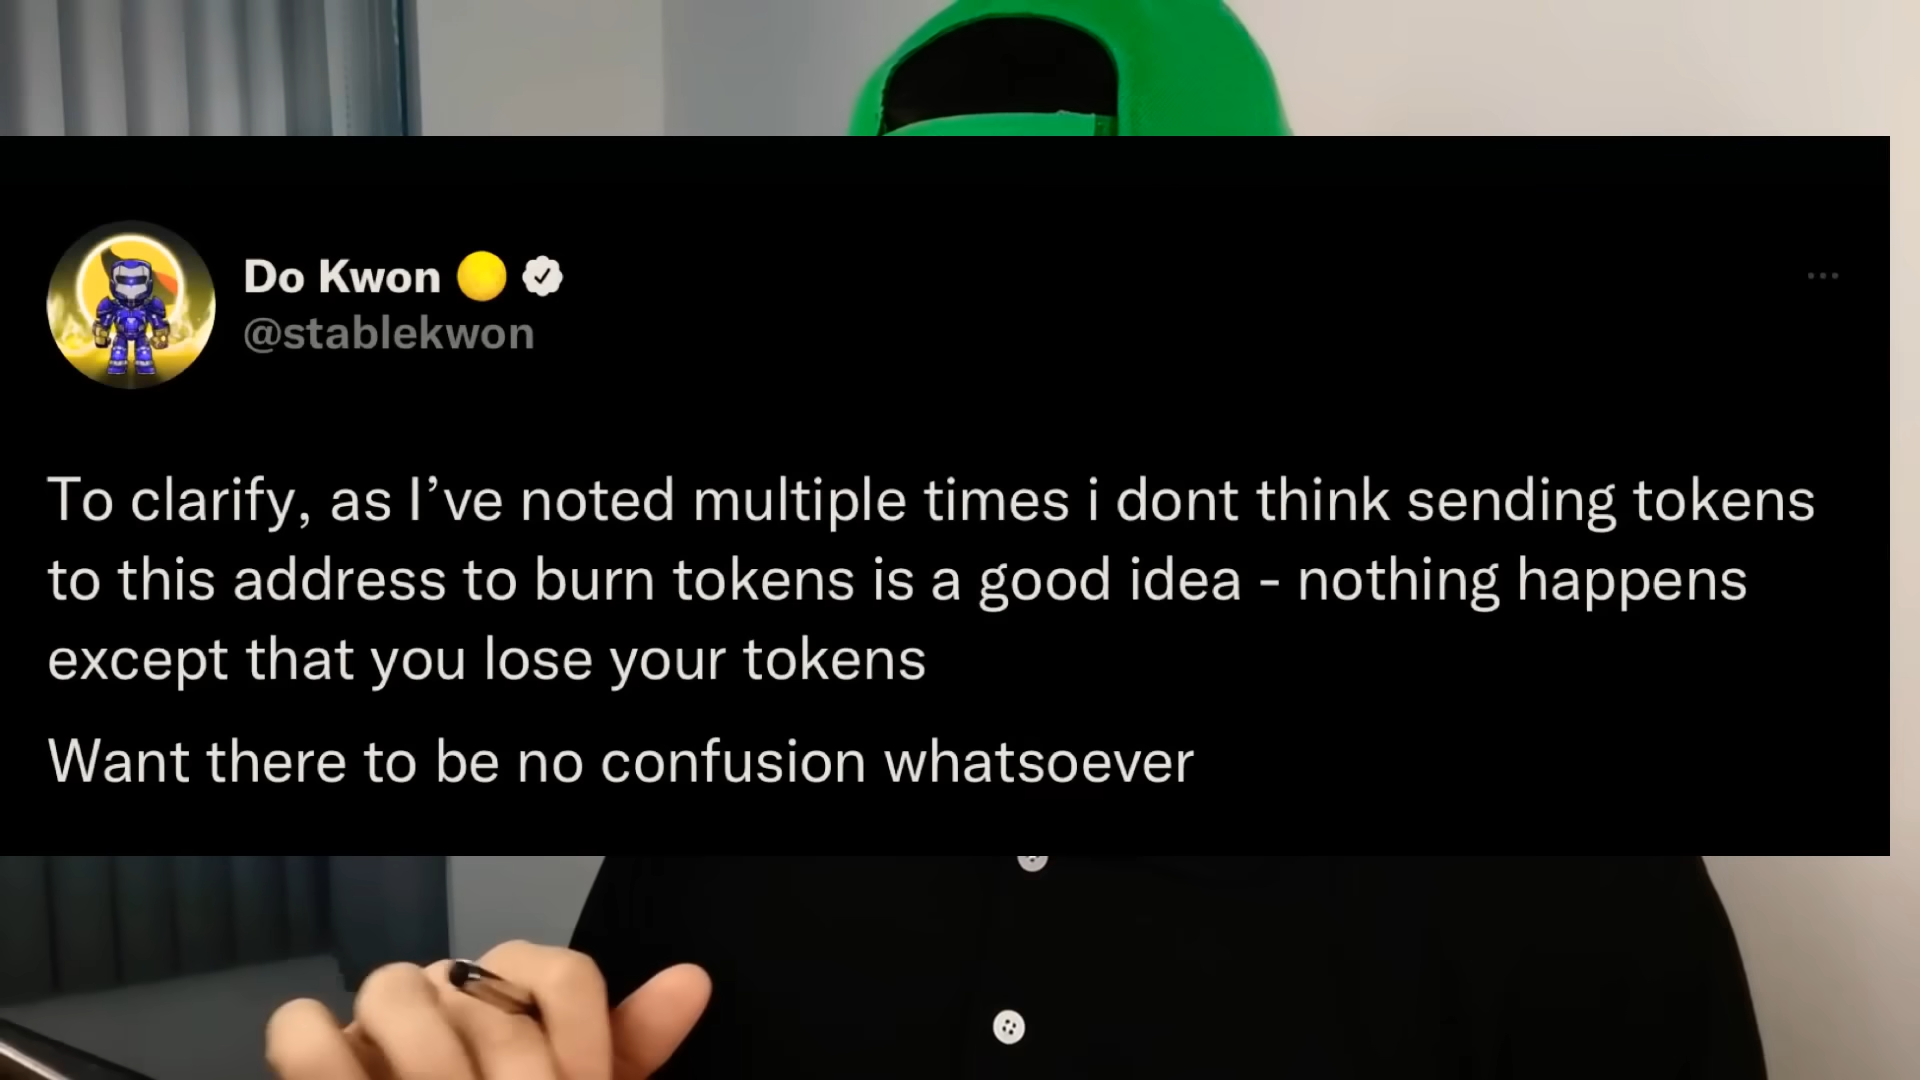 Do Kwon
@stablekwon
To clarify, as I’ve noted multiple times i dont think sending tokens
to this address to burn tokens is a good idea - nothing happens
except that you lose your tokens
Want there to be no confusion whatsoever